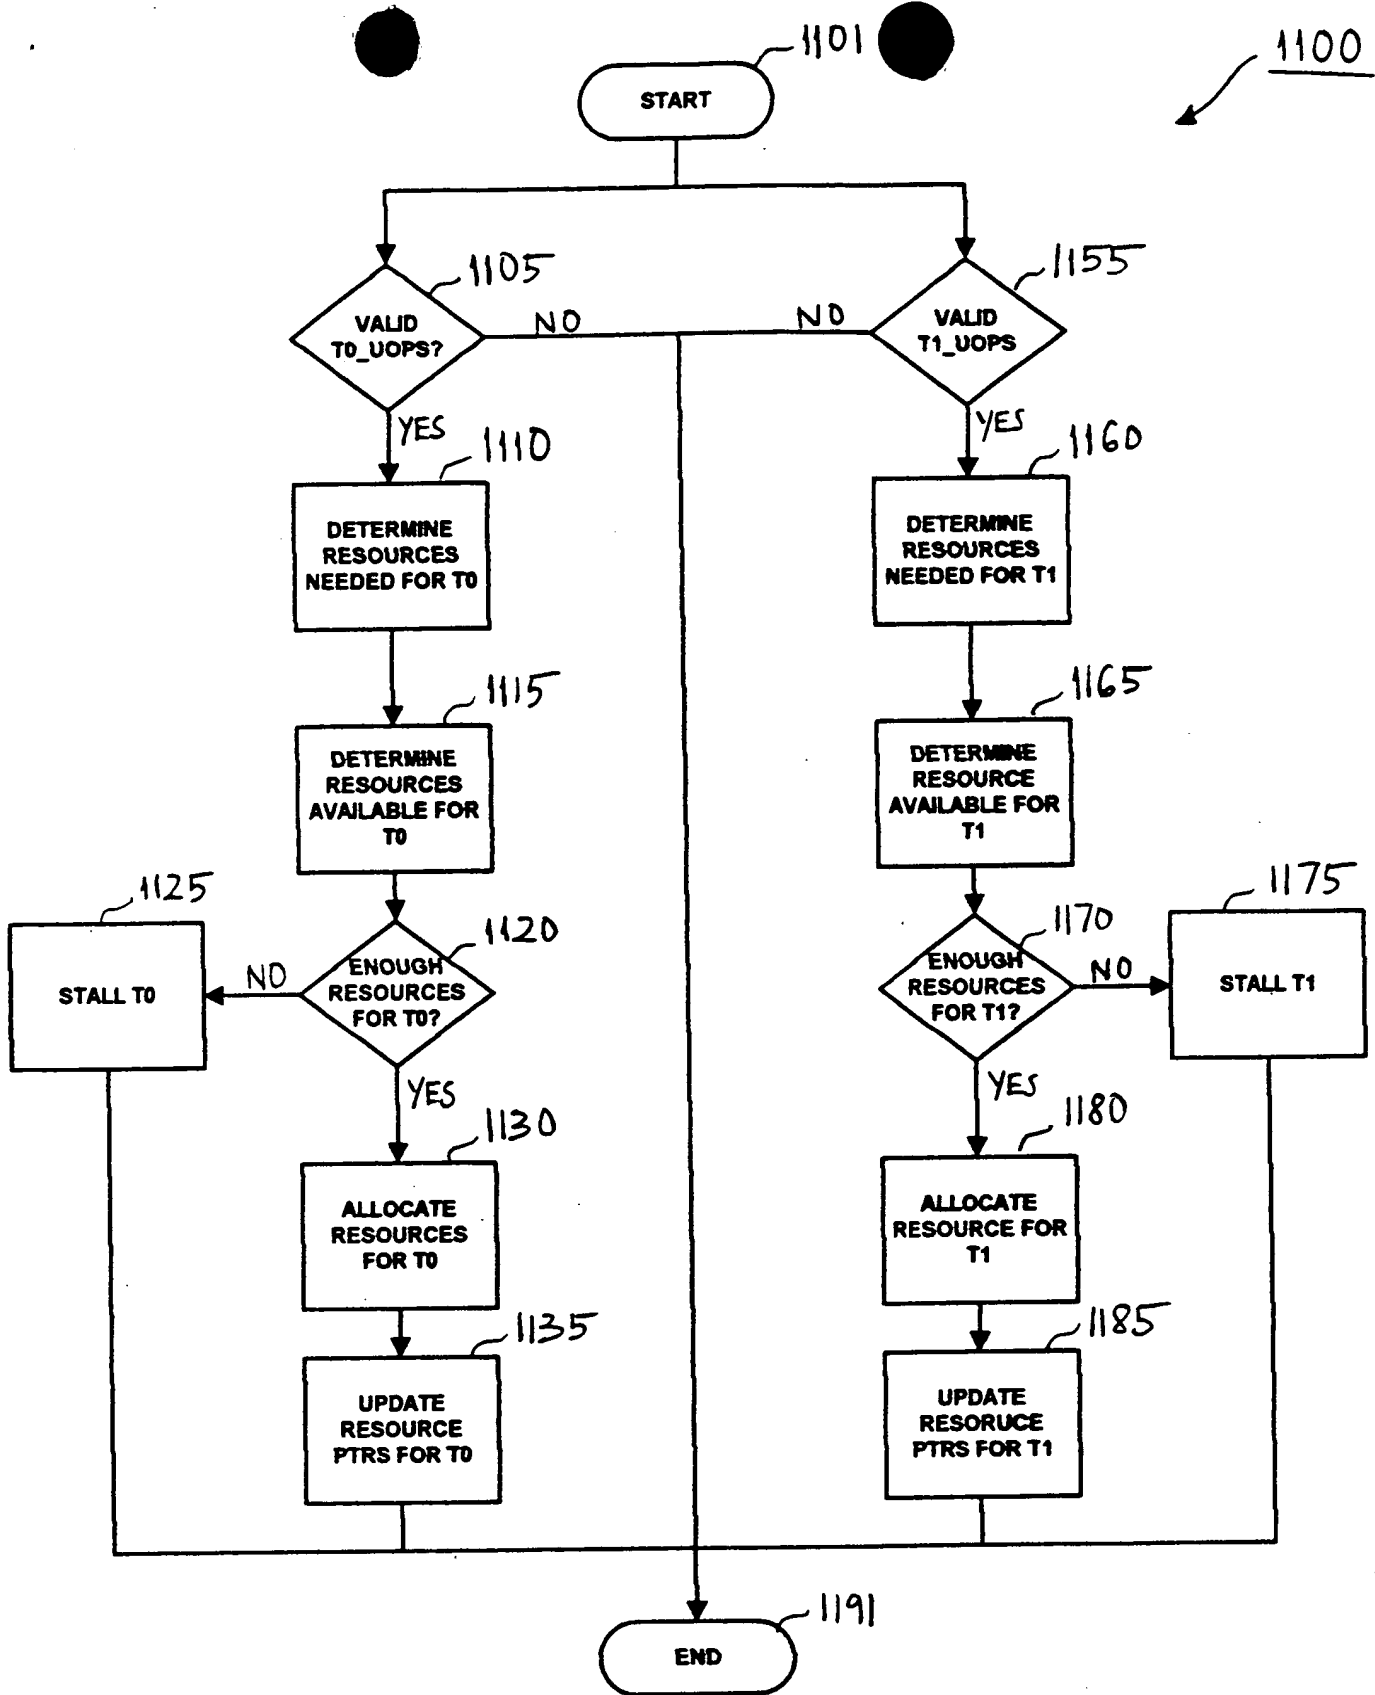 1101
1100
START
1105
1155
VALID
T0_UOPS?
NO
NO
VALID
T1_UOPS
YES
YES
1110
1160
DETERMINE
RESOURCES
NEEDED FOR T0
DETERMINE
RESOURCES
NEEDED FOR T1
1115
1165
DETERMINE
RESOURCES
AVAILABLE FOR
T0
DETERMINE
RESOURCE
AVAILABLE FOR
T1
1125
1120
1170
1175
STALL T0
NO
ENOUGH
RESOURCES
FOR T0?
ENOUGH
RESOURCES
FOR T1?
NO
STALL T1
YES
YES
1130
1180
ALLOCATE
RESOURCES
FOR T0
ALLOCATE
RESOURCE FOR
T1
1135
1185
UPDATE
RESOURCE
PTRS FOR T0
UPDATE
RESORUCE
PTRS FOR T1
1191
END